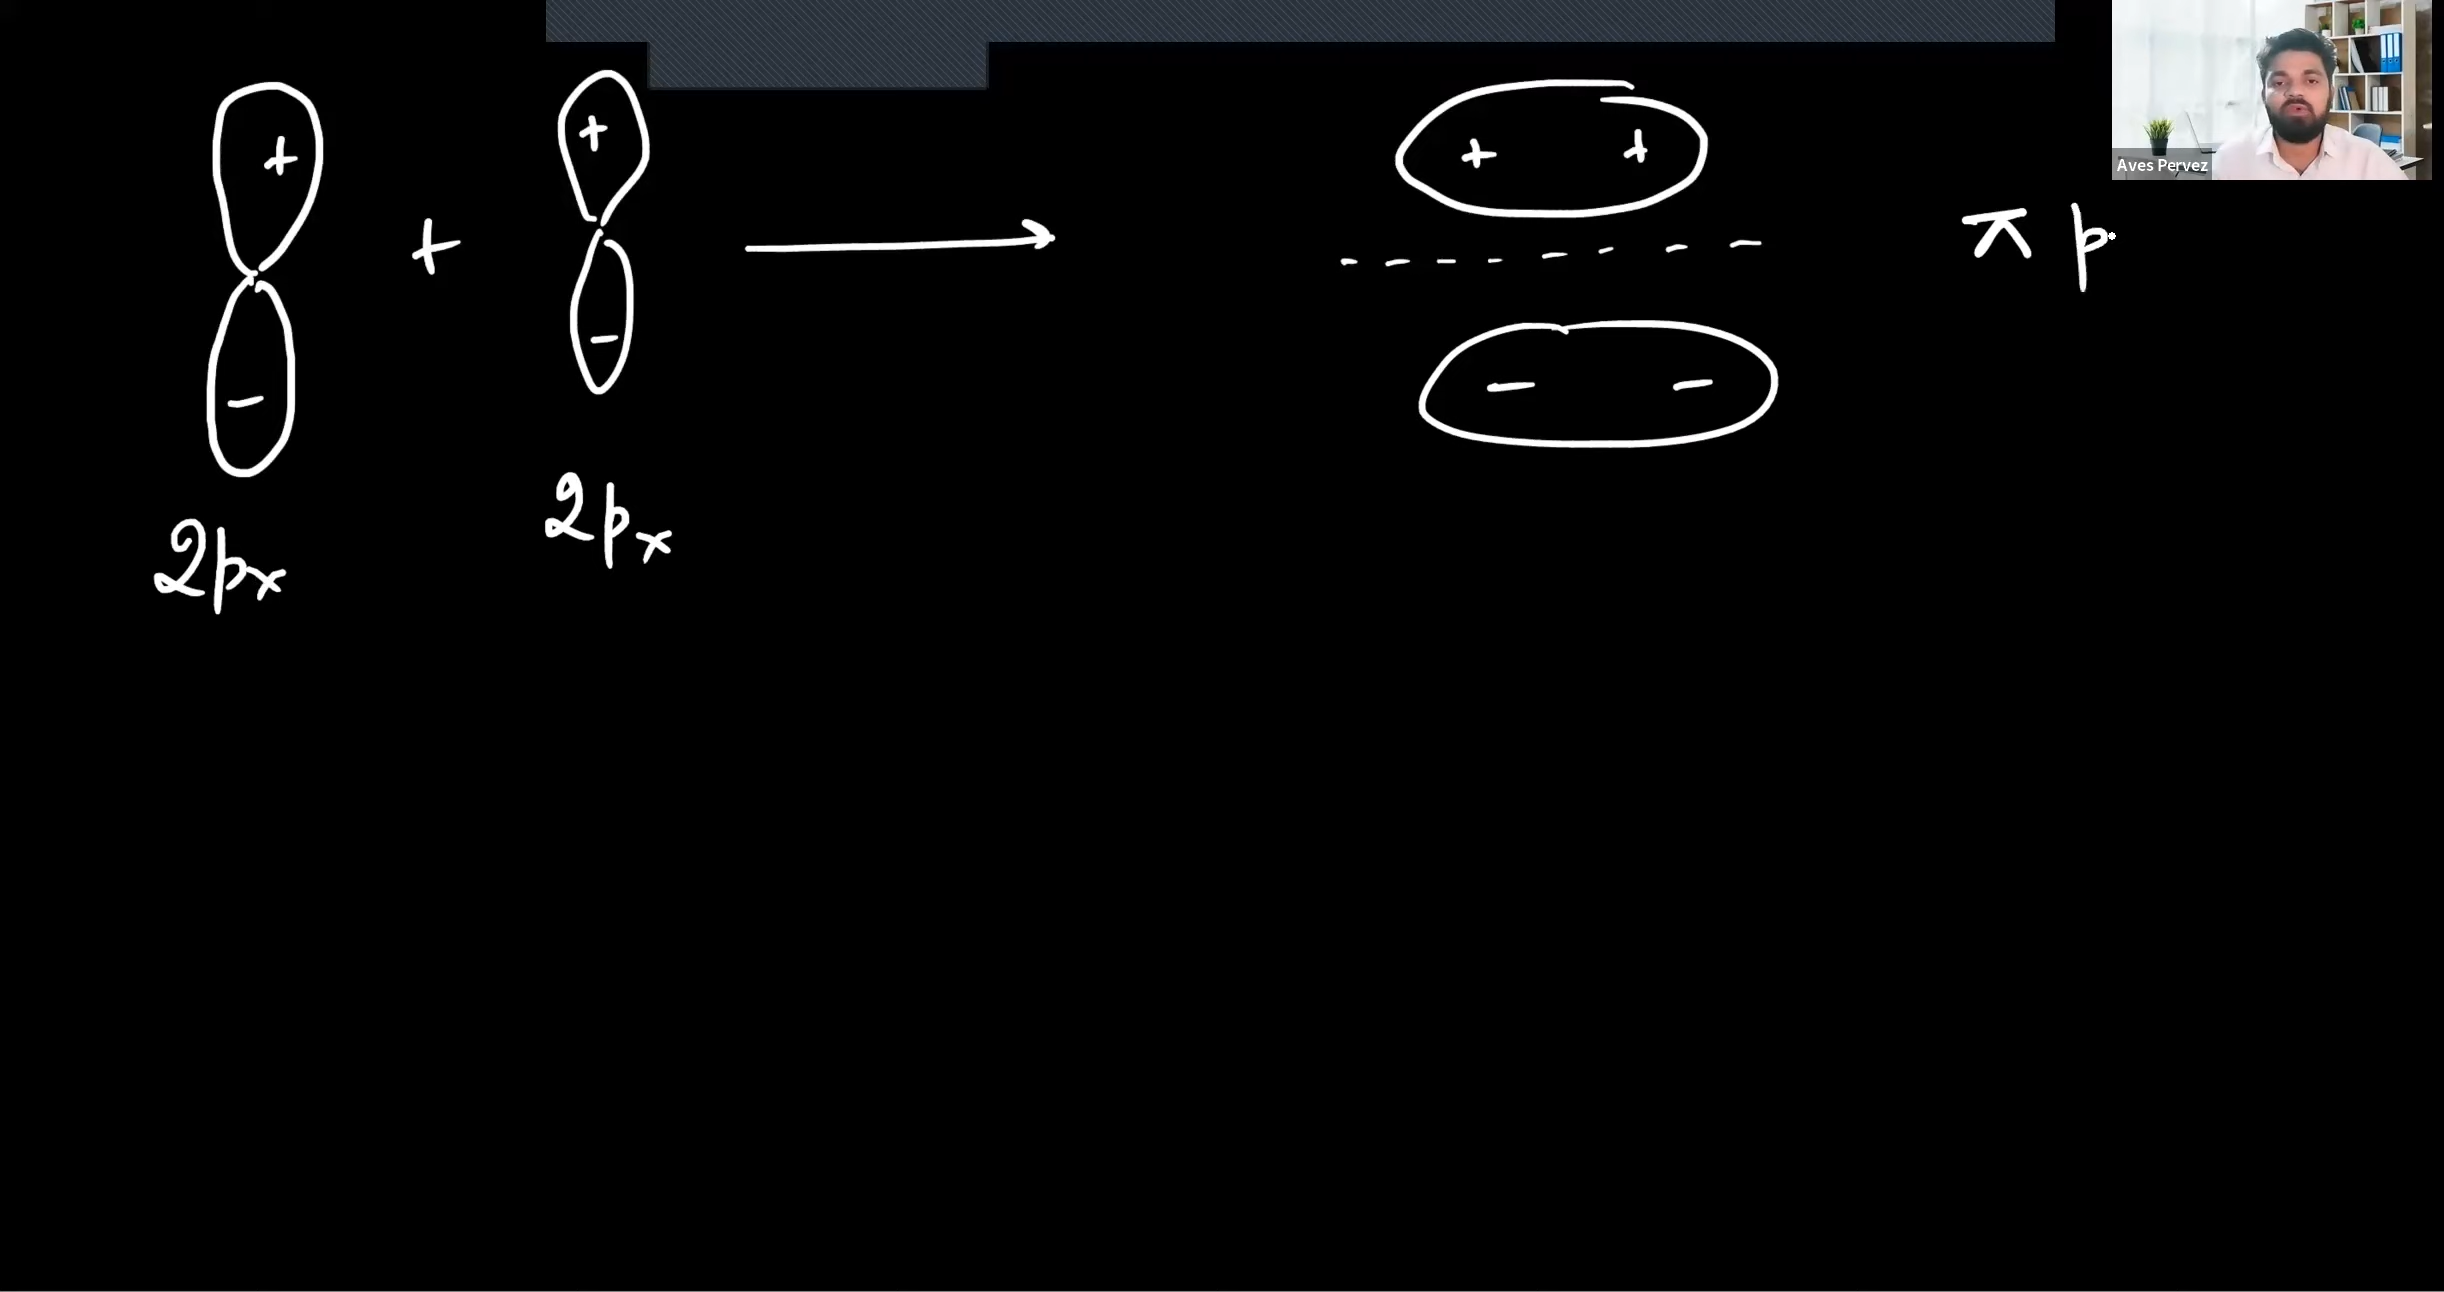 + + + +
Aves Pervez
+ → - - - - - - - - π p
- - - -
2px 2px